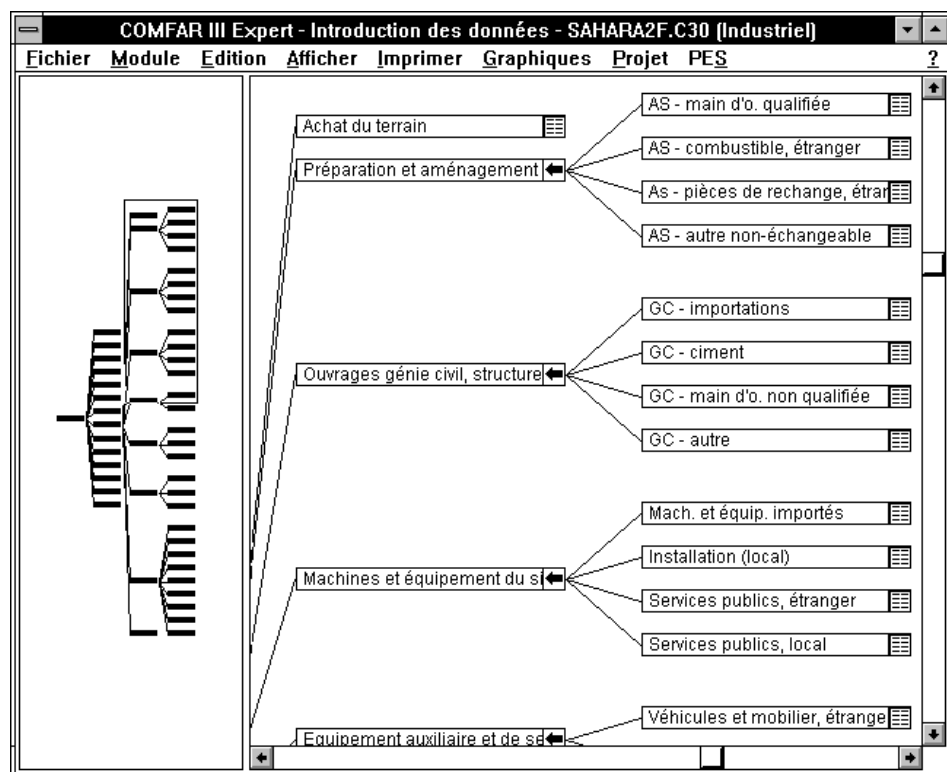 COMFAR III Expert - Introduction des données - SAHARA2F.C30 (Industriel)
Fichier Module Edition Afficher Imprimer Graphiques Projet PES ?
Achat du terrain
Préparation et aménagement
AS - main d'o. qualifiée
AS - combustible, étranger
As - pièces de rechange, étrar
AS - autre non-échangeable
Ouvrages génie civil, structure
GC - importations
GC - ciment
GC - main d'o. non qualifiée
GC - autre
Machines et équipement du si
Mach. et équip. importés
Installation (local)
Services publics, étranger
Services publics, local
Equipement auxiliaire et de se
Véhicules et mobilier, étrange